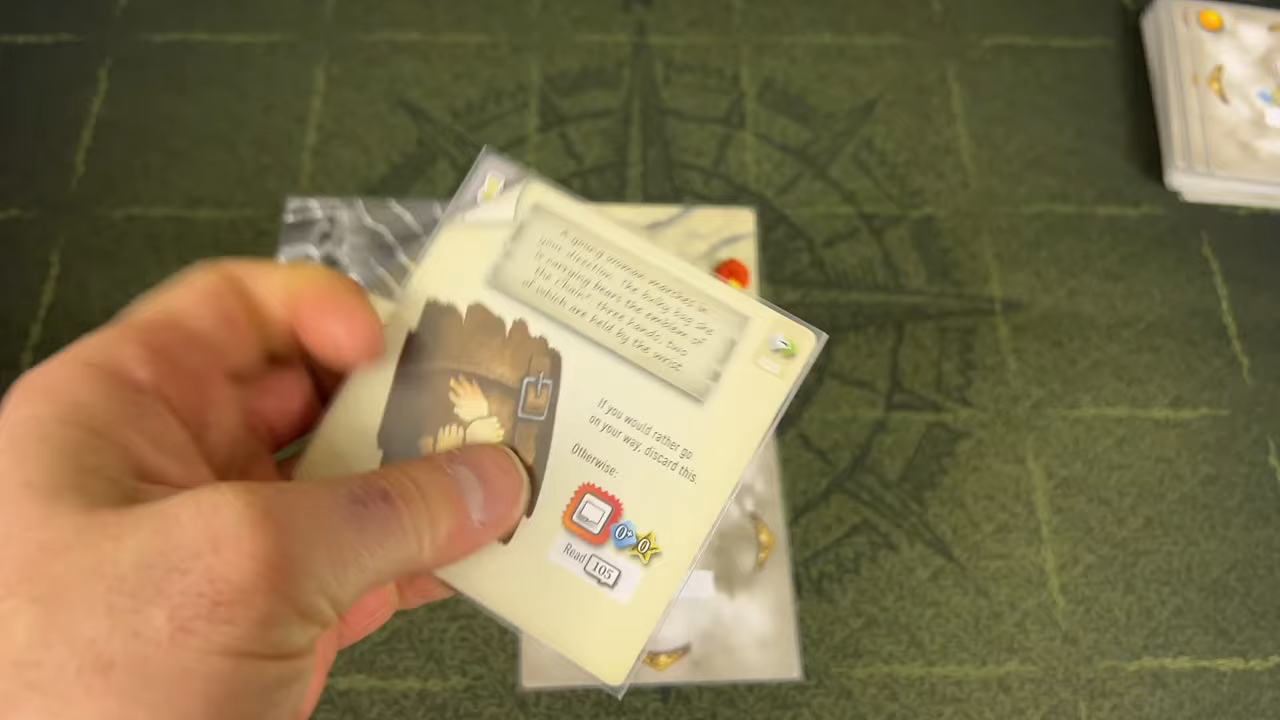 A young woman marches in
your direction. The bulky bag she
is carrying bears the emblem of
the Chain: three hands, two
of which are held by the wrist.
If you would rather go
on your way, discard this.
Otherwise:
0+ 0
Read 105